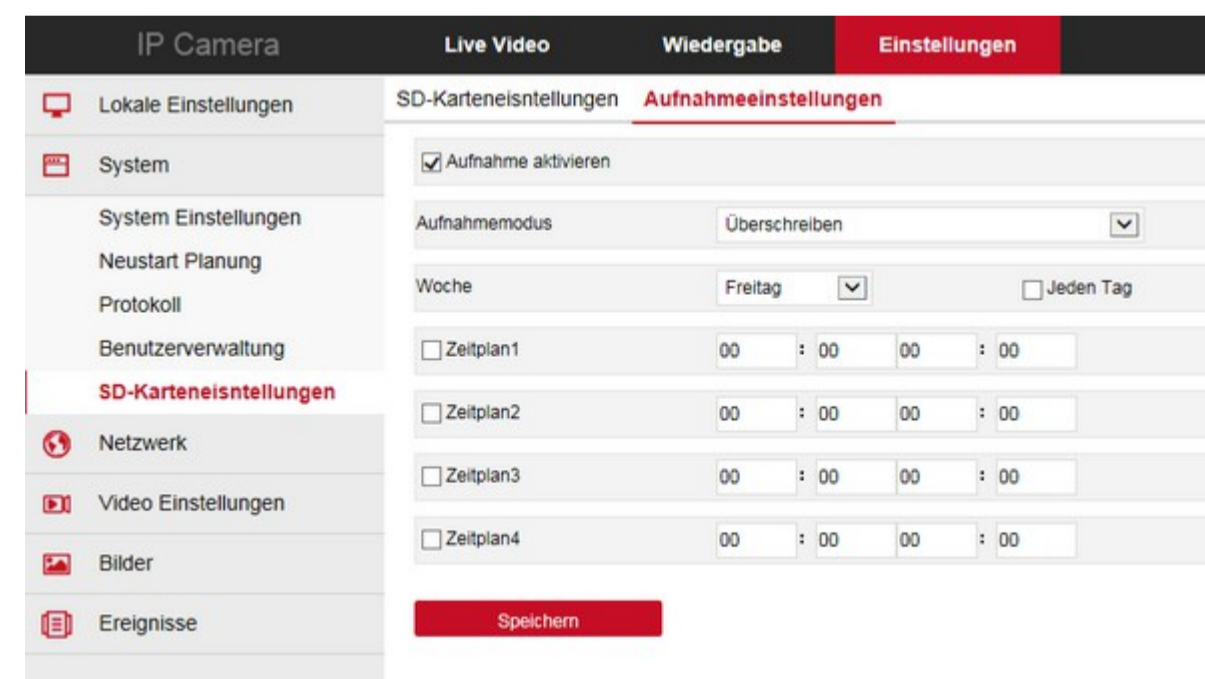 IP Camera Live Video Wiedergabe Einstellungen
Lokale Einstellungen
System
System Einstellungen
Neustart Planung
Protokoll
Benutzerverwaltung
SD-Karteneisntellungen
Netzwerk
Video Einstellungen
Bilder
Ereignisse
SD-Karteneisntellungen Aufnahmeeinstellungen
Aufnahme aktivieren
Aufnahmemodus Überschreiben
Woche Freitag Jeden Tag
Zeitplan1 00 : 00 00 : 00
Zeitplan2 00 : 00 00 : 00
Zeitplan3 00 : 00 00 : 00
Zeitplan4 00 : 00 00 : 00
Speichern